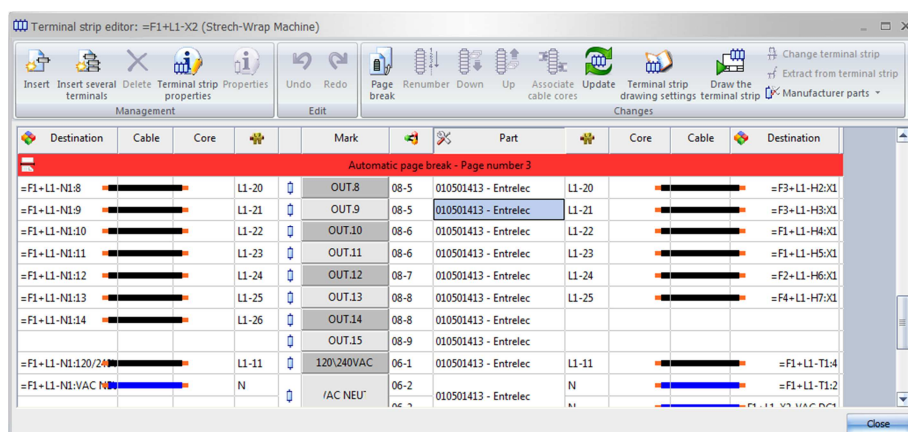 Terminal strip editor: =F1+L1-X2 (Strech-Wrap Machine)
Insert Insert several terminals Delete Terminal strip properties Properties Undo Redo Page break Renumber Down Up Associate cable cores Update Terminal strip drawing settings Draw the terminal strip
Change terminal strip
Extract from terminal strip
Manufacturer parts
Management Edit Changes
Destination Cable Core Mark Part Core Cable Destination
Automatic page break - Page number 3
=F1+L1-N1:8 L1-20 OUT.8 08-5 010501413 - Entrelec L1-20 =F3+L1-H2:X1
=F1+L1-N1:9 L1-21 OUT.9 08-5 010501413 - Entrelec L1-21 =F3+L1-H3:X1
=F1+L1-N1:10 L1-22 OUT.10 08-6 010501413 - Entrelec L1-22 =F1+L1-H4:X1
=F1+L1-N1:11 L1-23 OUT.11 08-6 010501413 - Entrelec L1-23 =F1+L1-H5:X1
=F1+L1-N1:12 L1-24 OUT.12 08-7 010501413 - Entrelec L1-24 =F2+L1-H6:X1
=F1+L1-N1:13 L1-25 OUT.13 08-8 010501413 - Entrelec L1-25 =F4+L1-H7:X1
=F1+L1-N1:14 L1-26 OUT.14 08-8 010501413 - Entrelec
OUT.15 08-9 010501413 - Entrelec
=F1+L1-N1:120/24 L1-11 120\240VAC 06-1 010501413 - Entrelec L1-11 =F1+L1-T1:4
=F1+L1-N1:VAC N 06-2 N =F1+L1-T1:2
/AC NEU 010501413 - Entrelec
Close